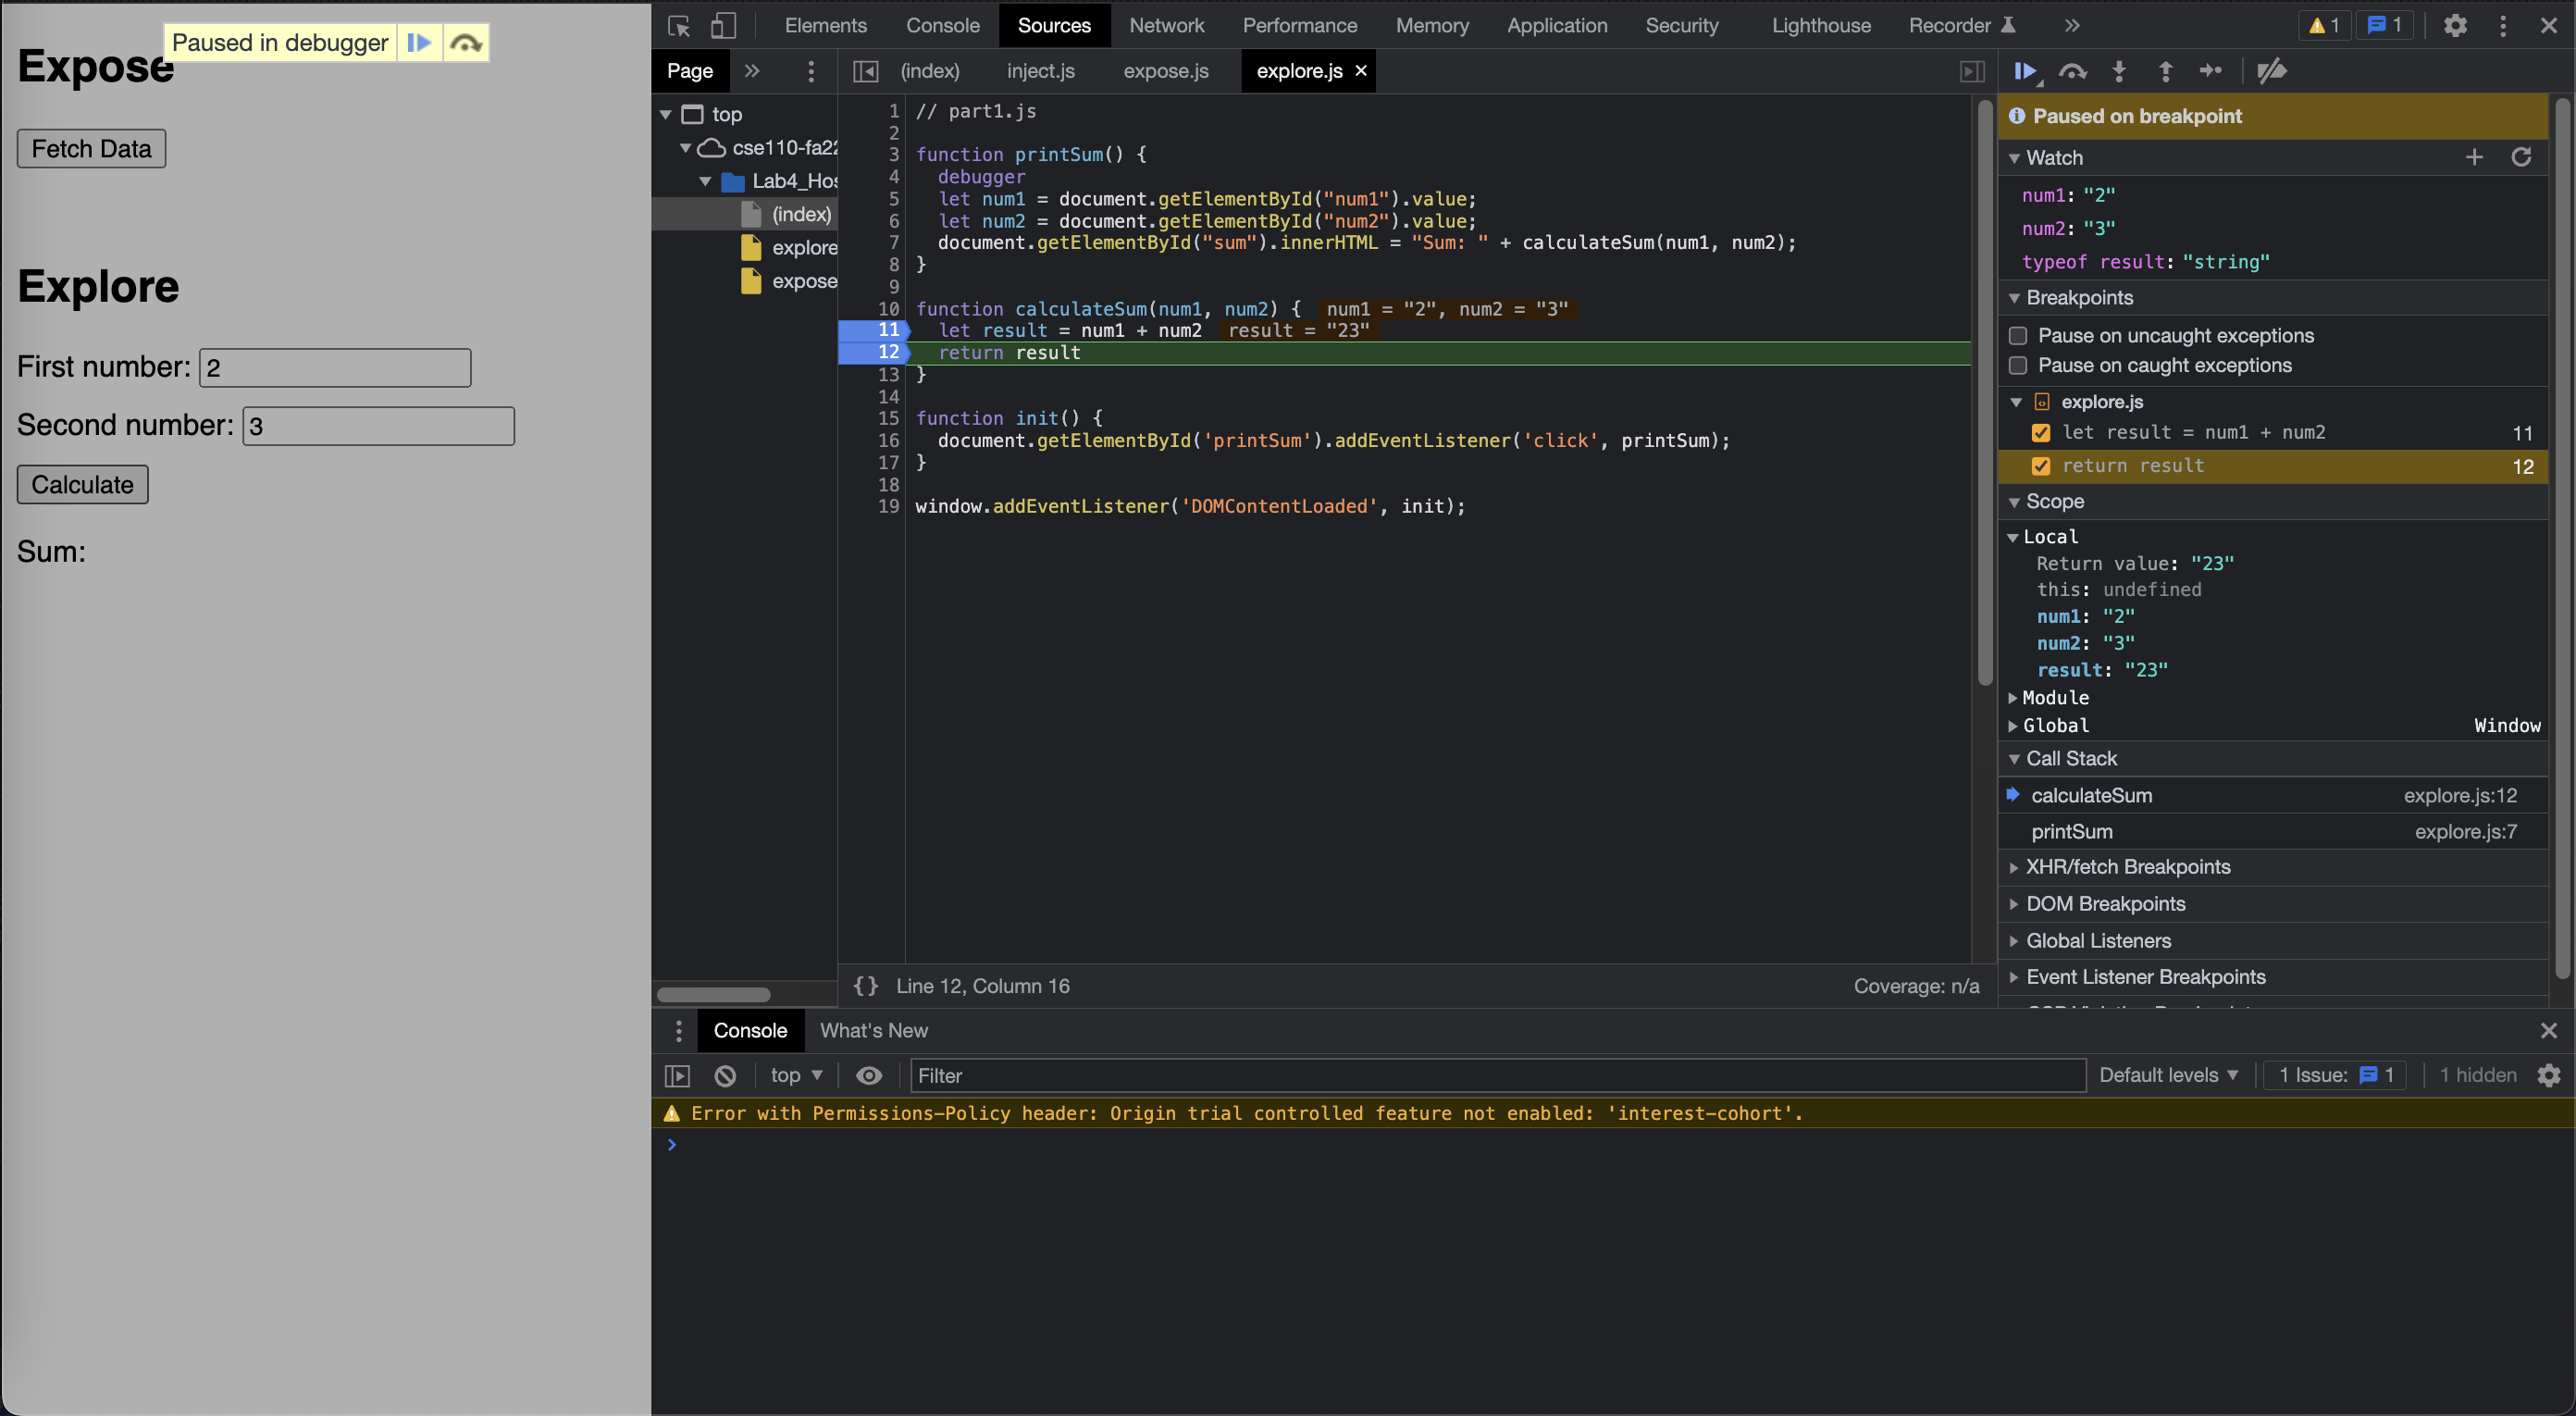 Paused in debugger
Expose
Fetch Data
Explore
First number: 2
Second number: 3
Calculate
Sum:
Elements Console Sources Network Performance Memory Application Security Lighthouse Recorder 1 1
Page (index) inject.js expose.js explore.js
top
cse110-fa22
Lab4_Hos
(index)
explore
expose
1 // part1.js
2
3 function printSum() {
4 debugger
5 let num1 = document.getElementById("num1").value;
6 let num2 = document.getElementById("num2").value;
7 document.getElementById("sum").innerHTML = "Sum: " + calculateSum(num1, num2);
8 }
9
10 function calculateSum(num1, num2) { num1 = "2", num2 = "3"
11 let result = num1 + num2 result = "23"
12 return result
13 }
14
15 function init() {
16 document.getElementById('printSum').addEventListener('click', printSum);
17 }
18
19 window.addEventListener('DOMContentLoaded', init);
{} Line 12, Column 16 Coverage: n/a
Paused on breakpoint
Watch
num1: "2"
num2: "3"
typeof result: "string"
Breakpoints
Pause on uncaught exceptions
Pause on caught exceptions
explore.js
let result = num1 + num2 11
return result 12
Scope
Local
Return value: "23"
this: undefined
num1: "2"
num2: "3"
result: "23"
Module
Global Window
Call Stack
calculateSum explore.js:12
printSum explore.js:7
XHR/fetch Breakpoints
DOM Breakpoints
Global Listeners
Event Listener Breakpoints
Console What's New
top Filter Default levels 1 Issue: 1 1 hidden
Error with Permissions-Policy header: Origin trial controlled feature not enabled: 'interest-cohort'.